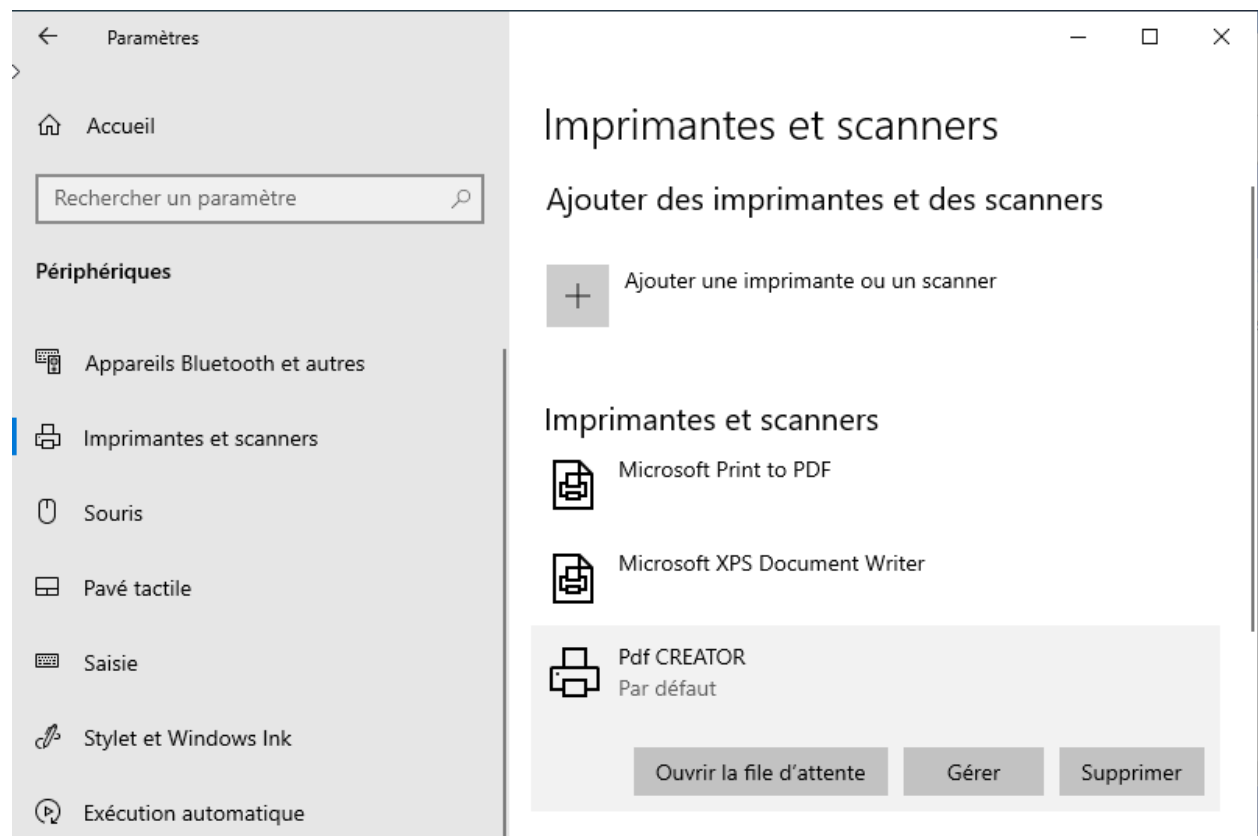 Paramètres
Accueil
Rechercher un paramètre
Périphériques
Appareils Bluetooth et autres
Imprimantes et scanners
Souris
Pavé tactile
Saisie
Stylet et Windows Ink
Exécution automatique
Imprimantes et scanners
Ajouter des imprimantes et des scanners
Ajouter une imprimante ou un scanner
Imprimantes et scanners
Microsoft Print to PDF
Microsoft XPS Document Writer
Pdf CREATOR
Par défaut
Ouvrir la file d'attente Gérer Supprimer